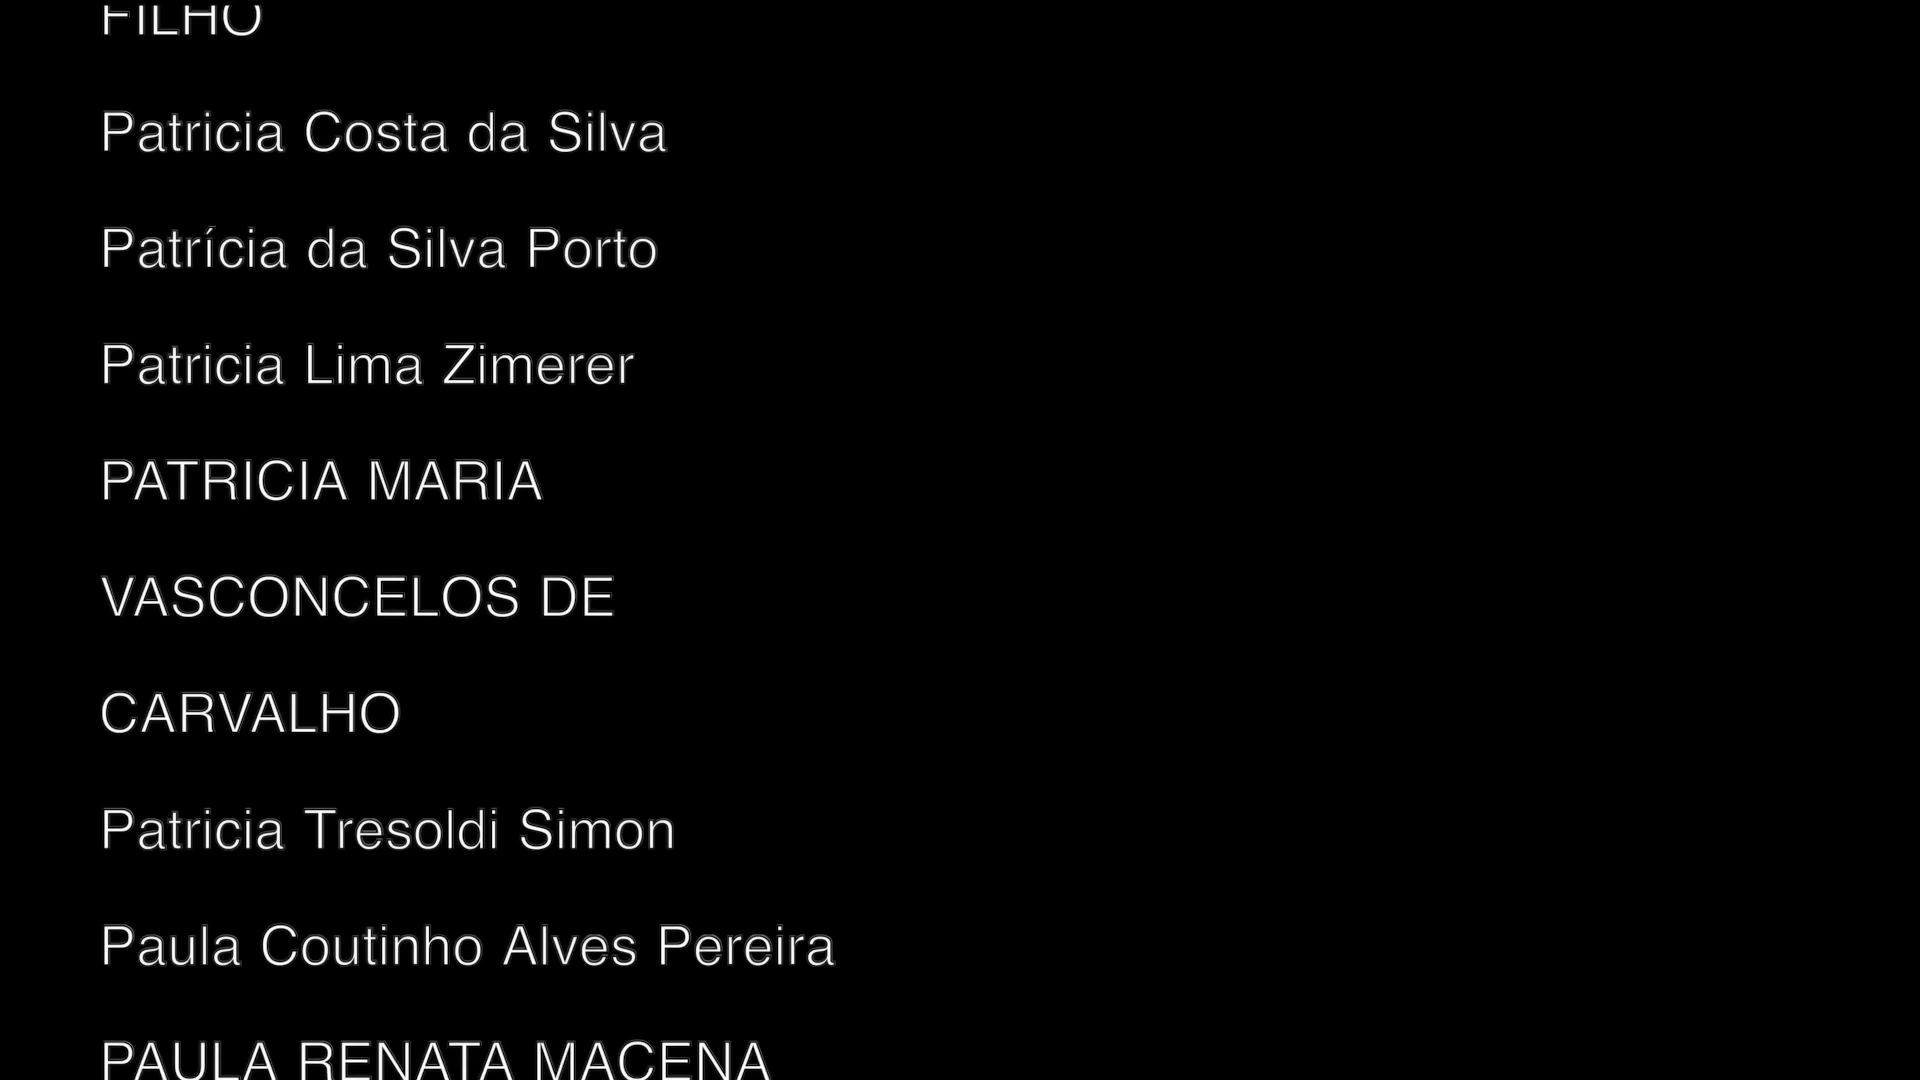 FILHO
Patricia Costa da Silva
Patrícia da Silva Porto
Patricia Lima Zimerer
PATRICIA MARIA
VASCONCELOS DE
CARVALHO
Patricia Tresoldi Simon
Paula Coutinho Alves Pereira
PAULA RENATA MACENA